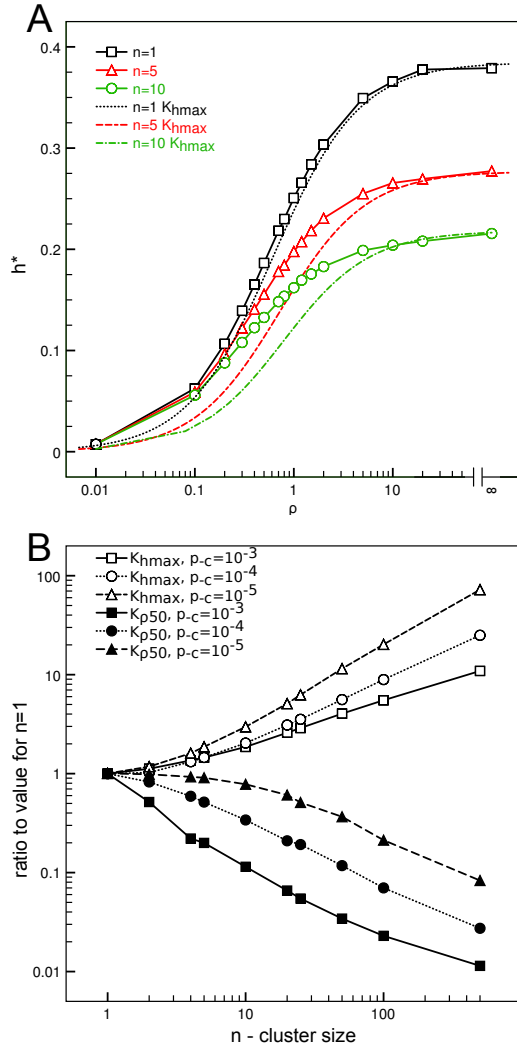 A
0.4
0.3
0.2
0.1
0
h*
n=1
n=5
n=10
n=1 Khmax
n=5 Khmax
n=10 Khmax
0.01 0.1 1 10 ∞
ρ
B
Khmax, p-c=10-3
Khmax, p-c=10-4
Khmax, p-c=10-5
Kρ50, p-c=10-3
Kρ50, p-c=10-4
Kρ50, p-c=10-5
100
10
1
0.1
0.01
ratio to value for n=1
1 10 100
n - cluster size